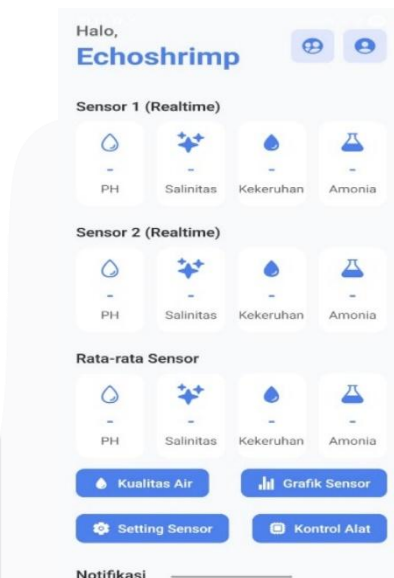 Halo,
Echoshrimp
Sensor 1 (Realtime)
- - - -
PH Salinitas Kekeruhan Amonia
Sensor 2 (Realtime)
- - - -
PH Salinitas Kekeruhan Amonia
Rata-rata Sensor
- - - -
PH Salinitas Kekeruhan Amonia
Kualitas Air Grafik Sensor
Setting Sensor Kontrol Alat
Notifikasi